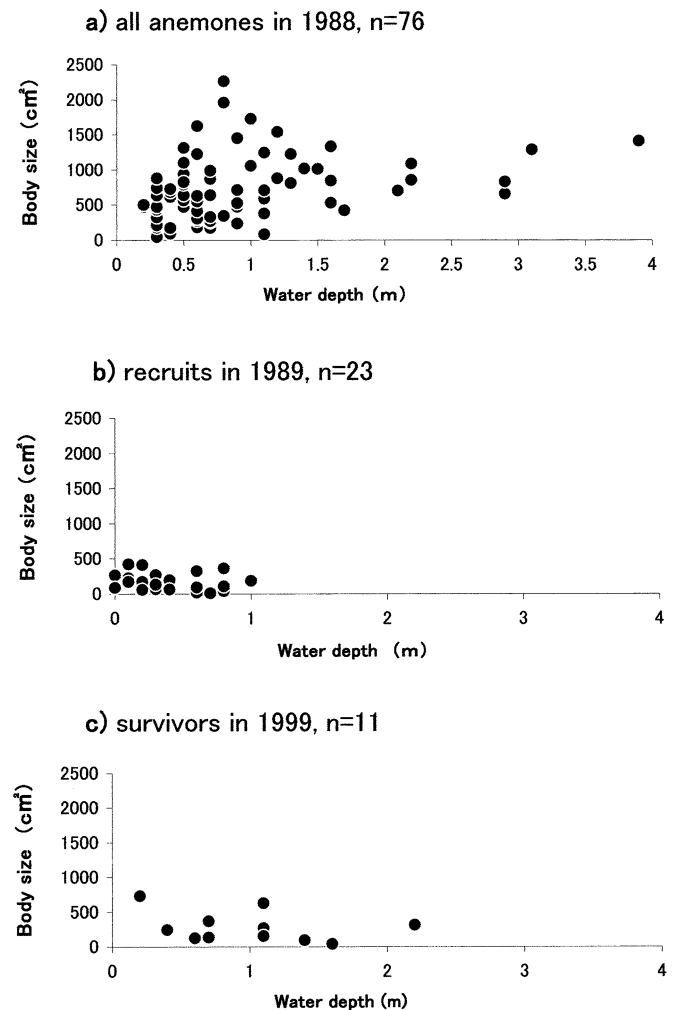 a) all anemones in 1988, n=76
Body size (cm²)
2500
2000
1500
1000
500
0
0 0.5 1 1.5 2 2.5 3 3.5 4
Water depth (m)
b) recruits in 1989, n=23
Body size (cm²)
2500
2000
1500
1000
500
0
0 1 2 3 4
Water depth (m)
c) survivors in 1999, n=11
Body size (cm²)
2500
2000
1500
1000
500
0
0 1 2 3 4
Water depth (m)